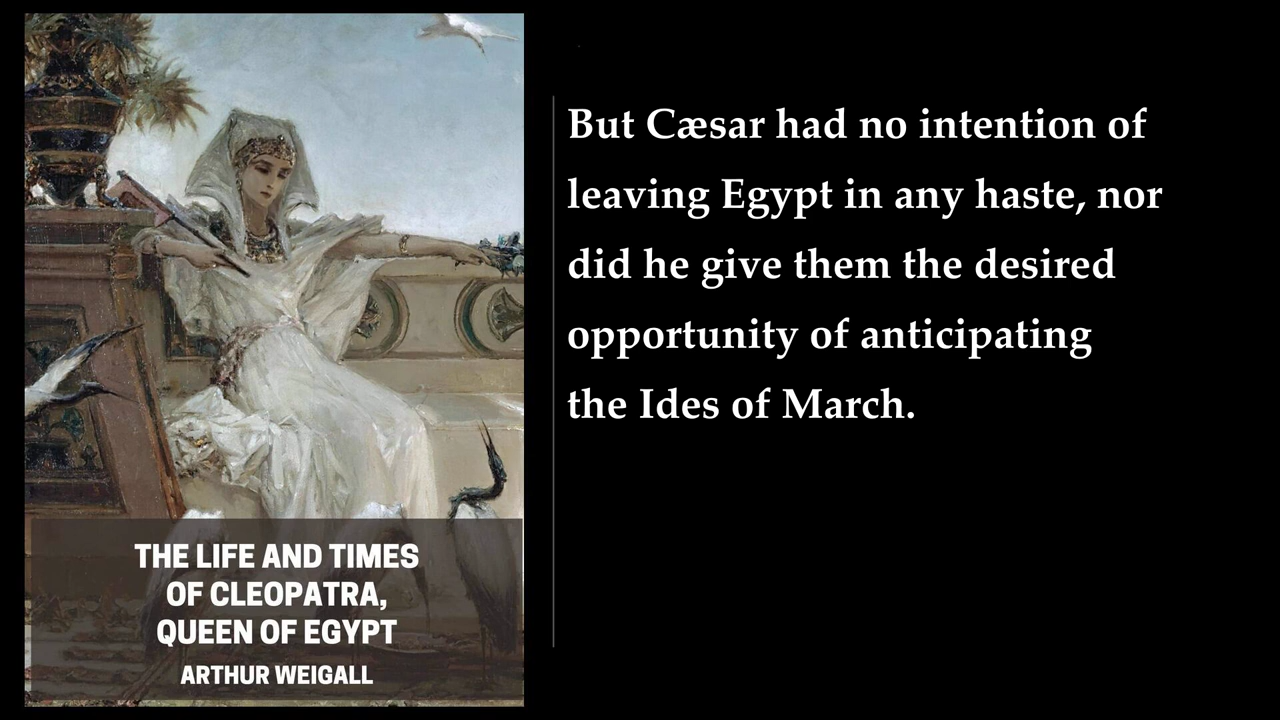 But Cæsar had no intention of
leaving Egypt in any haste, nor
did he give them the desired
opportunity of anticipating
the Ides of March.
THE LIFE AND TIMES
OF CLEOPATRA,
QUEEN OF EGYPT
ARTHUR WEIGALL